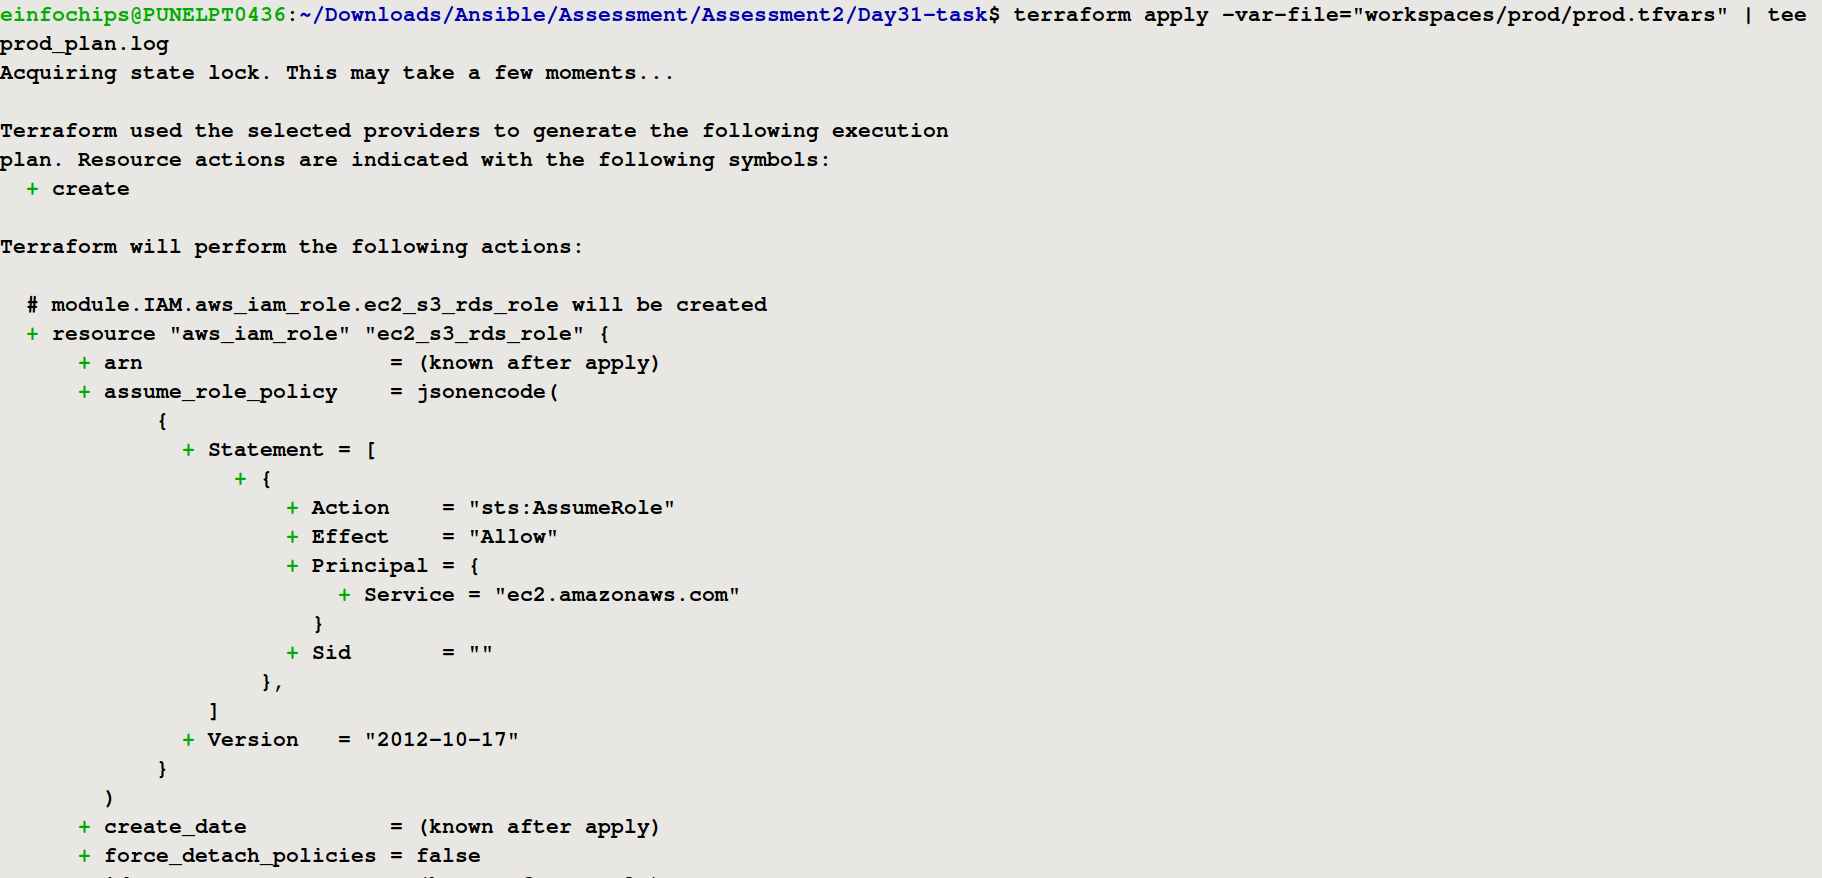 einfochips@PUNELPT0436:~/Downloads/Ansible/Assessment/Assessment2/Day31-task$ terraform apply -var-file="workspaces/prod/prod.tfvars" | tee
prod_plan.log
Acquiring state lock. This may take a few moments...

Terraform used the selected providers to generate the following execution
plan. Resource actions are indicated with the following symbols:
  + create

Terraform will perform the following actions:

  # module.IAM.aws_iam_role.ec2_s3_rds_role will be created
  + resource "aws_iam_role" "ec2_s3_rds_role" {
      + arn                   = (known after apply)
      + assume_role_policy    = jsonencode(
            {
              + Statement = [
                  + {
                      + Action    = "sts:AssumeRole"
                      + Effect    = "Allow"
                      + Principal = {
                          + Service = "ec2.amazonaws.com"
                        }
                      + Sid       = ""
                    },
                ]
              + Version   = "2012-10-17"
            }
        )
      + create_date           = (known after apply)
      + force_detach_policies = false